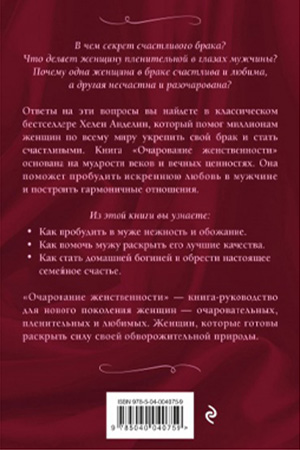 В чем секрет счастливого брака?
Что делает женщину пленительной в глазах мужчины?
Почему одна женщина в браке счастлива и любима,
а другая несчастна и разочарована?
Ответы на эти вопросы вы найдете в классическом
бестселлере Хелен Анделин, который помог миллионам
женщин по всему миру укрепить свой брак и стать
счастливыми. Книга «Очарование женственности»
основана на мудрости веков и вечных ценностях. Она
поможет пробудить искреннюю любовь в мужчине
и построить гармоничные отношения.
Из этой книги вы узнаете:
• Как пробудить в муже нежность и обожание.
• Как помочь мужу раскрыть его лучшие качества.
• Как стать домашней богиней и обрести настоящее
семейное счастье.
«Очарование женственности» — книга-руководство
для нового поколения женщин — очаровательных,
пленительных и любимых. Женщин, которые готовы
раскрыть силу своей обворожительной природы.
ISBN 978-5-04-004075-9
9 785040 040759 >